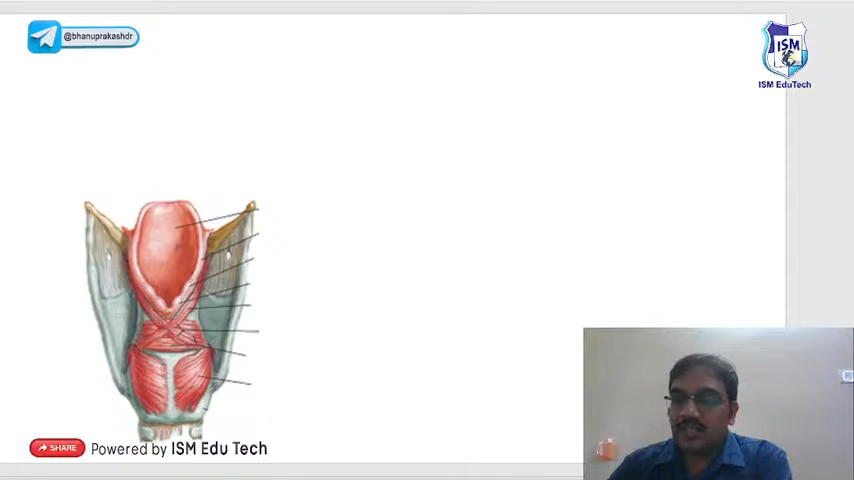 @bhanuprakashdr
ISM
ISM EduTech
SHARE
Powered by ISM Edu Tech